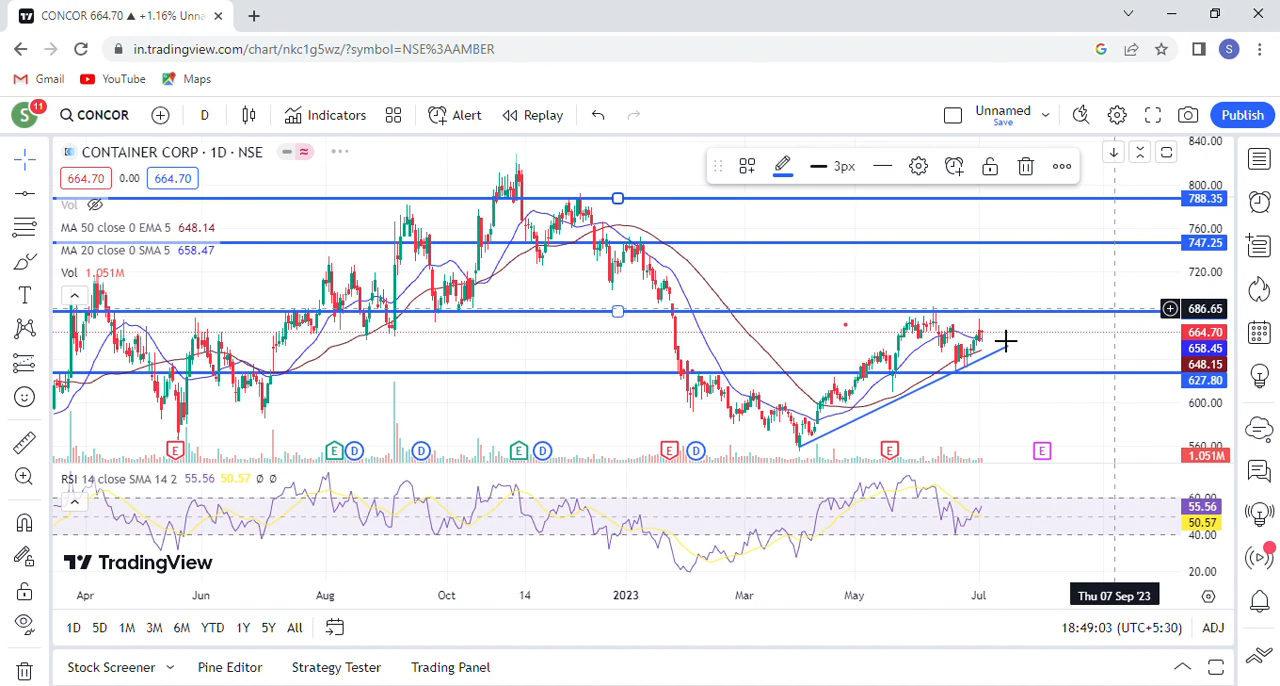 CONCOR 664.70 ▲ +1.16% Unna
in.tradingview.com/chart/nkc1g5wz/?symbol=NSE%3AAMBER
S
Gmail YouTube Maps
S 11 CONCOR D Indicators Alert Replay Unnamed Save Publish
CONTAINER CORP · 1D · NSE
3px
664.70 0.00 664.70
Vol
MA 50 close 0 EMA 5 648.14
MA 20 close 0 SMA 5 658.47
Vol 1.051M
840.00
800.00
788.35
760.00
747.25
720.00
686.65
664.70
658.45
648.15
627.80
600.00
560.00
1.051M
E E D D E D E D E E
RSI 14 close SMA 14 2 55.56 50.57 Ø Ø
60.00
55.56
50.57
40.00
20.00
TradingView
Apr Jun Aug Oct 14 2023 Mar May Jul Thu 07 Sep '23
1D 5D 1M 3M 6M YTD 1Y 5Y All 18:49:03 (UTC+5:30) ADJ
Stock Screener Pine Editor Strategy Tester Trading Panel